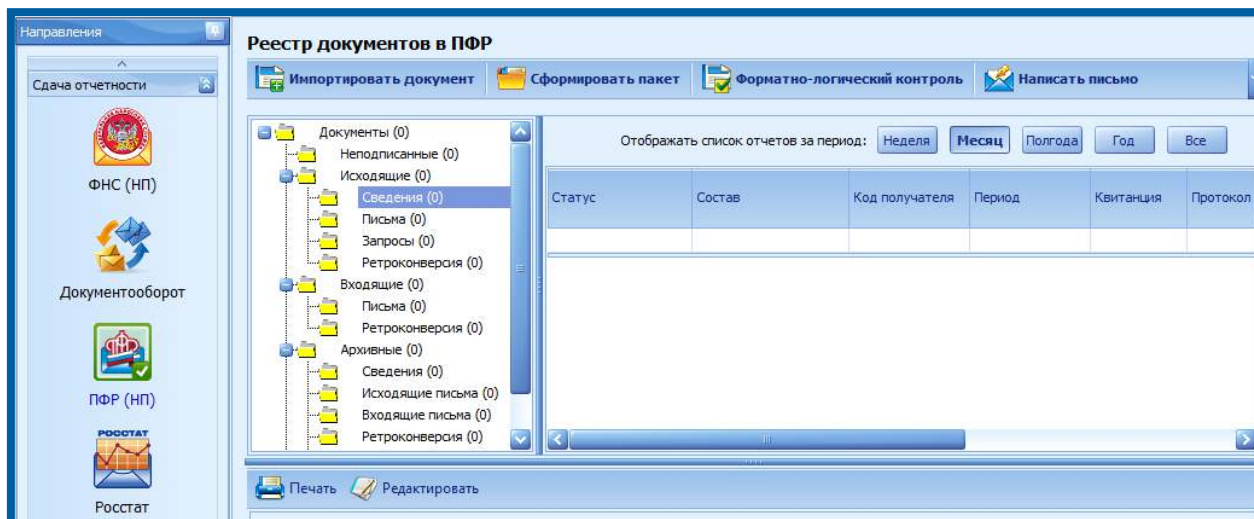 Направления
Сдача отчетности
ФНС (НП)
Документооборот
ПФР (НП)
РОССТАТ
Росстат
Реестр документов в ПФР
Импортировать документ Сформировать пакет Форматно-логический контроль Написать письмо
Документы (0)
Неподписанные (0)
Исходящие (0)
Сведения (0)
Письма (0)
Запросы (0)
Ретроконверсия (0)
Входящие (0)
Письма (0)
Ретроконверсия (0)
Архивные (0)
Сведения (0)
Исходящие письма (0)
Входящие письма (0)
Ретроконверсия (0)
Отображать список отчетов за период: Неделя Месяц Полгода Год Все
Статус Состав Код получателя Период Квитанция Протокол
Печать Редактировать